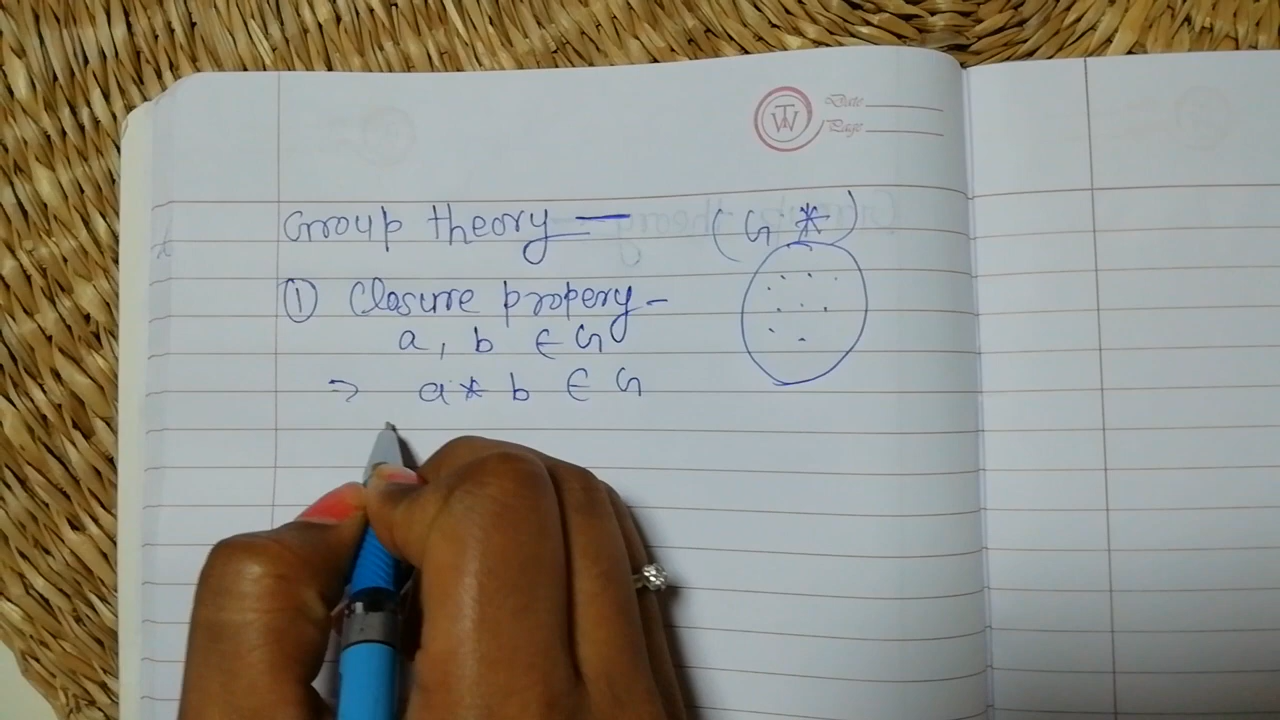 Date
Page
Group theory — (G *)
① Closure propery -
a, b ∈ G
⇒ a * b ∈ G